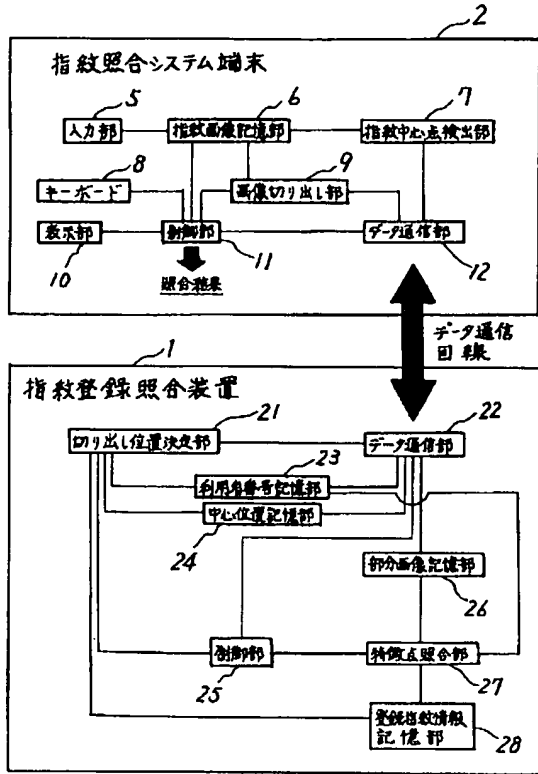 2
指紋照合システム端末
5
6
7
入力部
指紋画像記憶部
指紋中心点検出部
8
9
キーボード
画像切り出し部
表示部
制御部
データ通信部
10
11
12
照合結果
データ通信
回線
1
指紋登録照合装置
21
22
切り出し位置決定部
データ通信部
23
利用者番号記憶部
中心位置記憶部
24
部分画像記憶部
26
制御部
特徴点照合部
25
27
登録指紋情報
記憶部
28